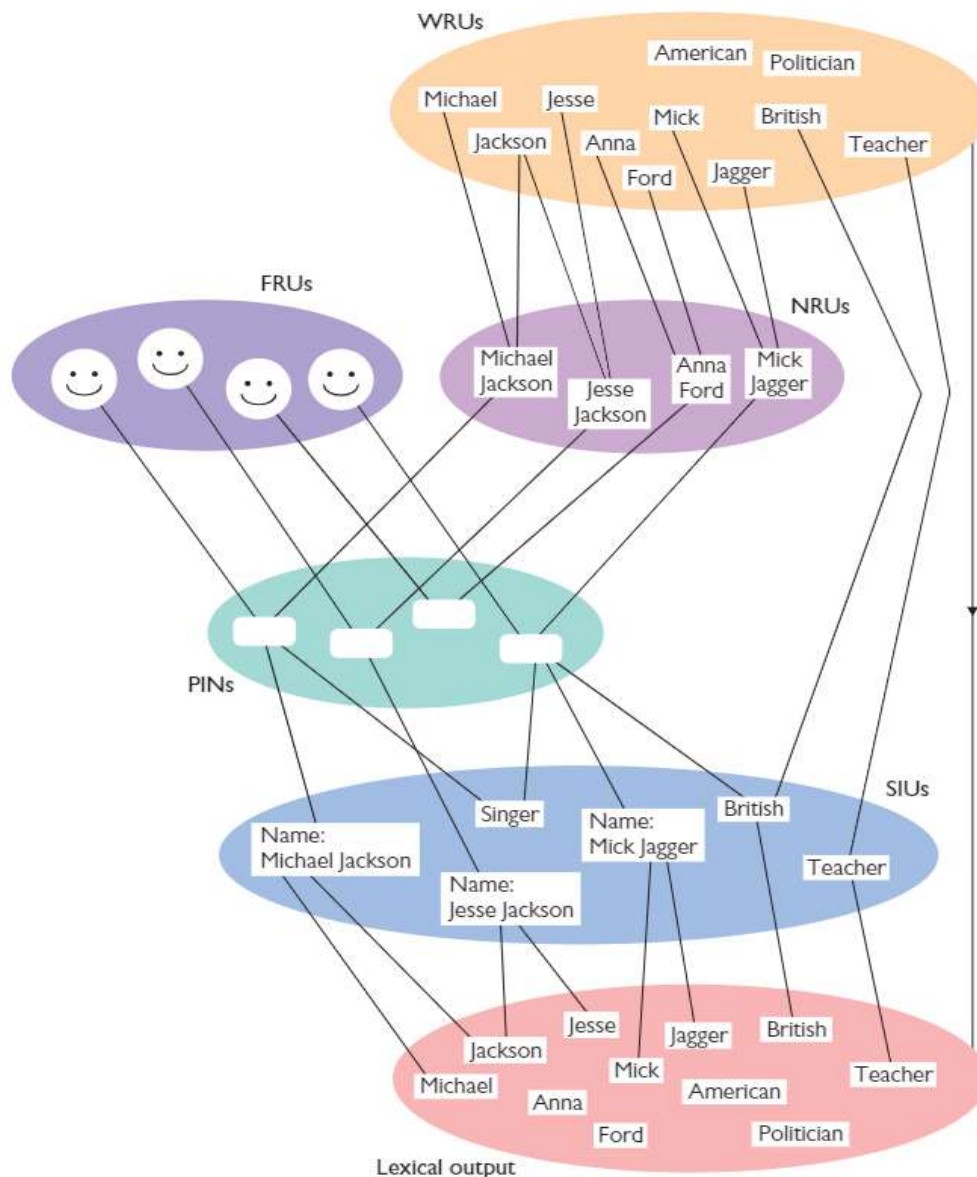 WRUs
American
Politician
Michael
Jesse
Mick
British
Jackson
Anna
Teacher
Ford
Jagger
FRUs
NRUs
Michael
Jackson
Jesse
Jackson
Anna
Ford
Mick
Jagger
PINs
SIUs
Singer
British
Name:
Michael Jackson
Name:
Mick Jagger
Teacher
Name:
Jesse Jackson
Jesse
Jagger
British
Jackson
Mick
Teacher
Michael
American
Anna
Ford
Politician
Lexical output